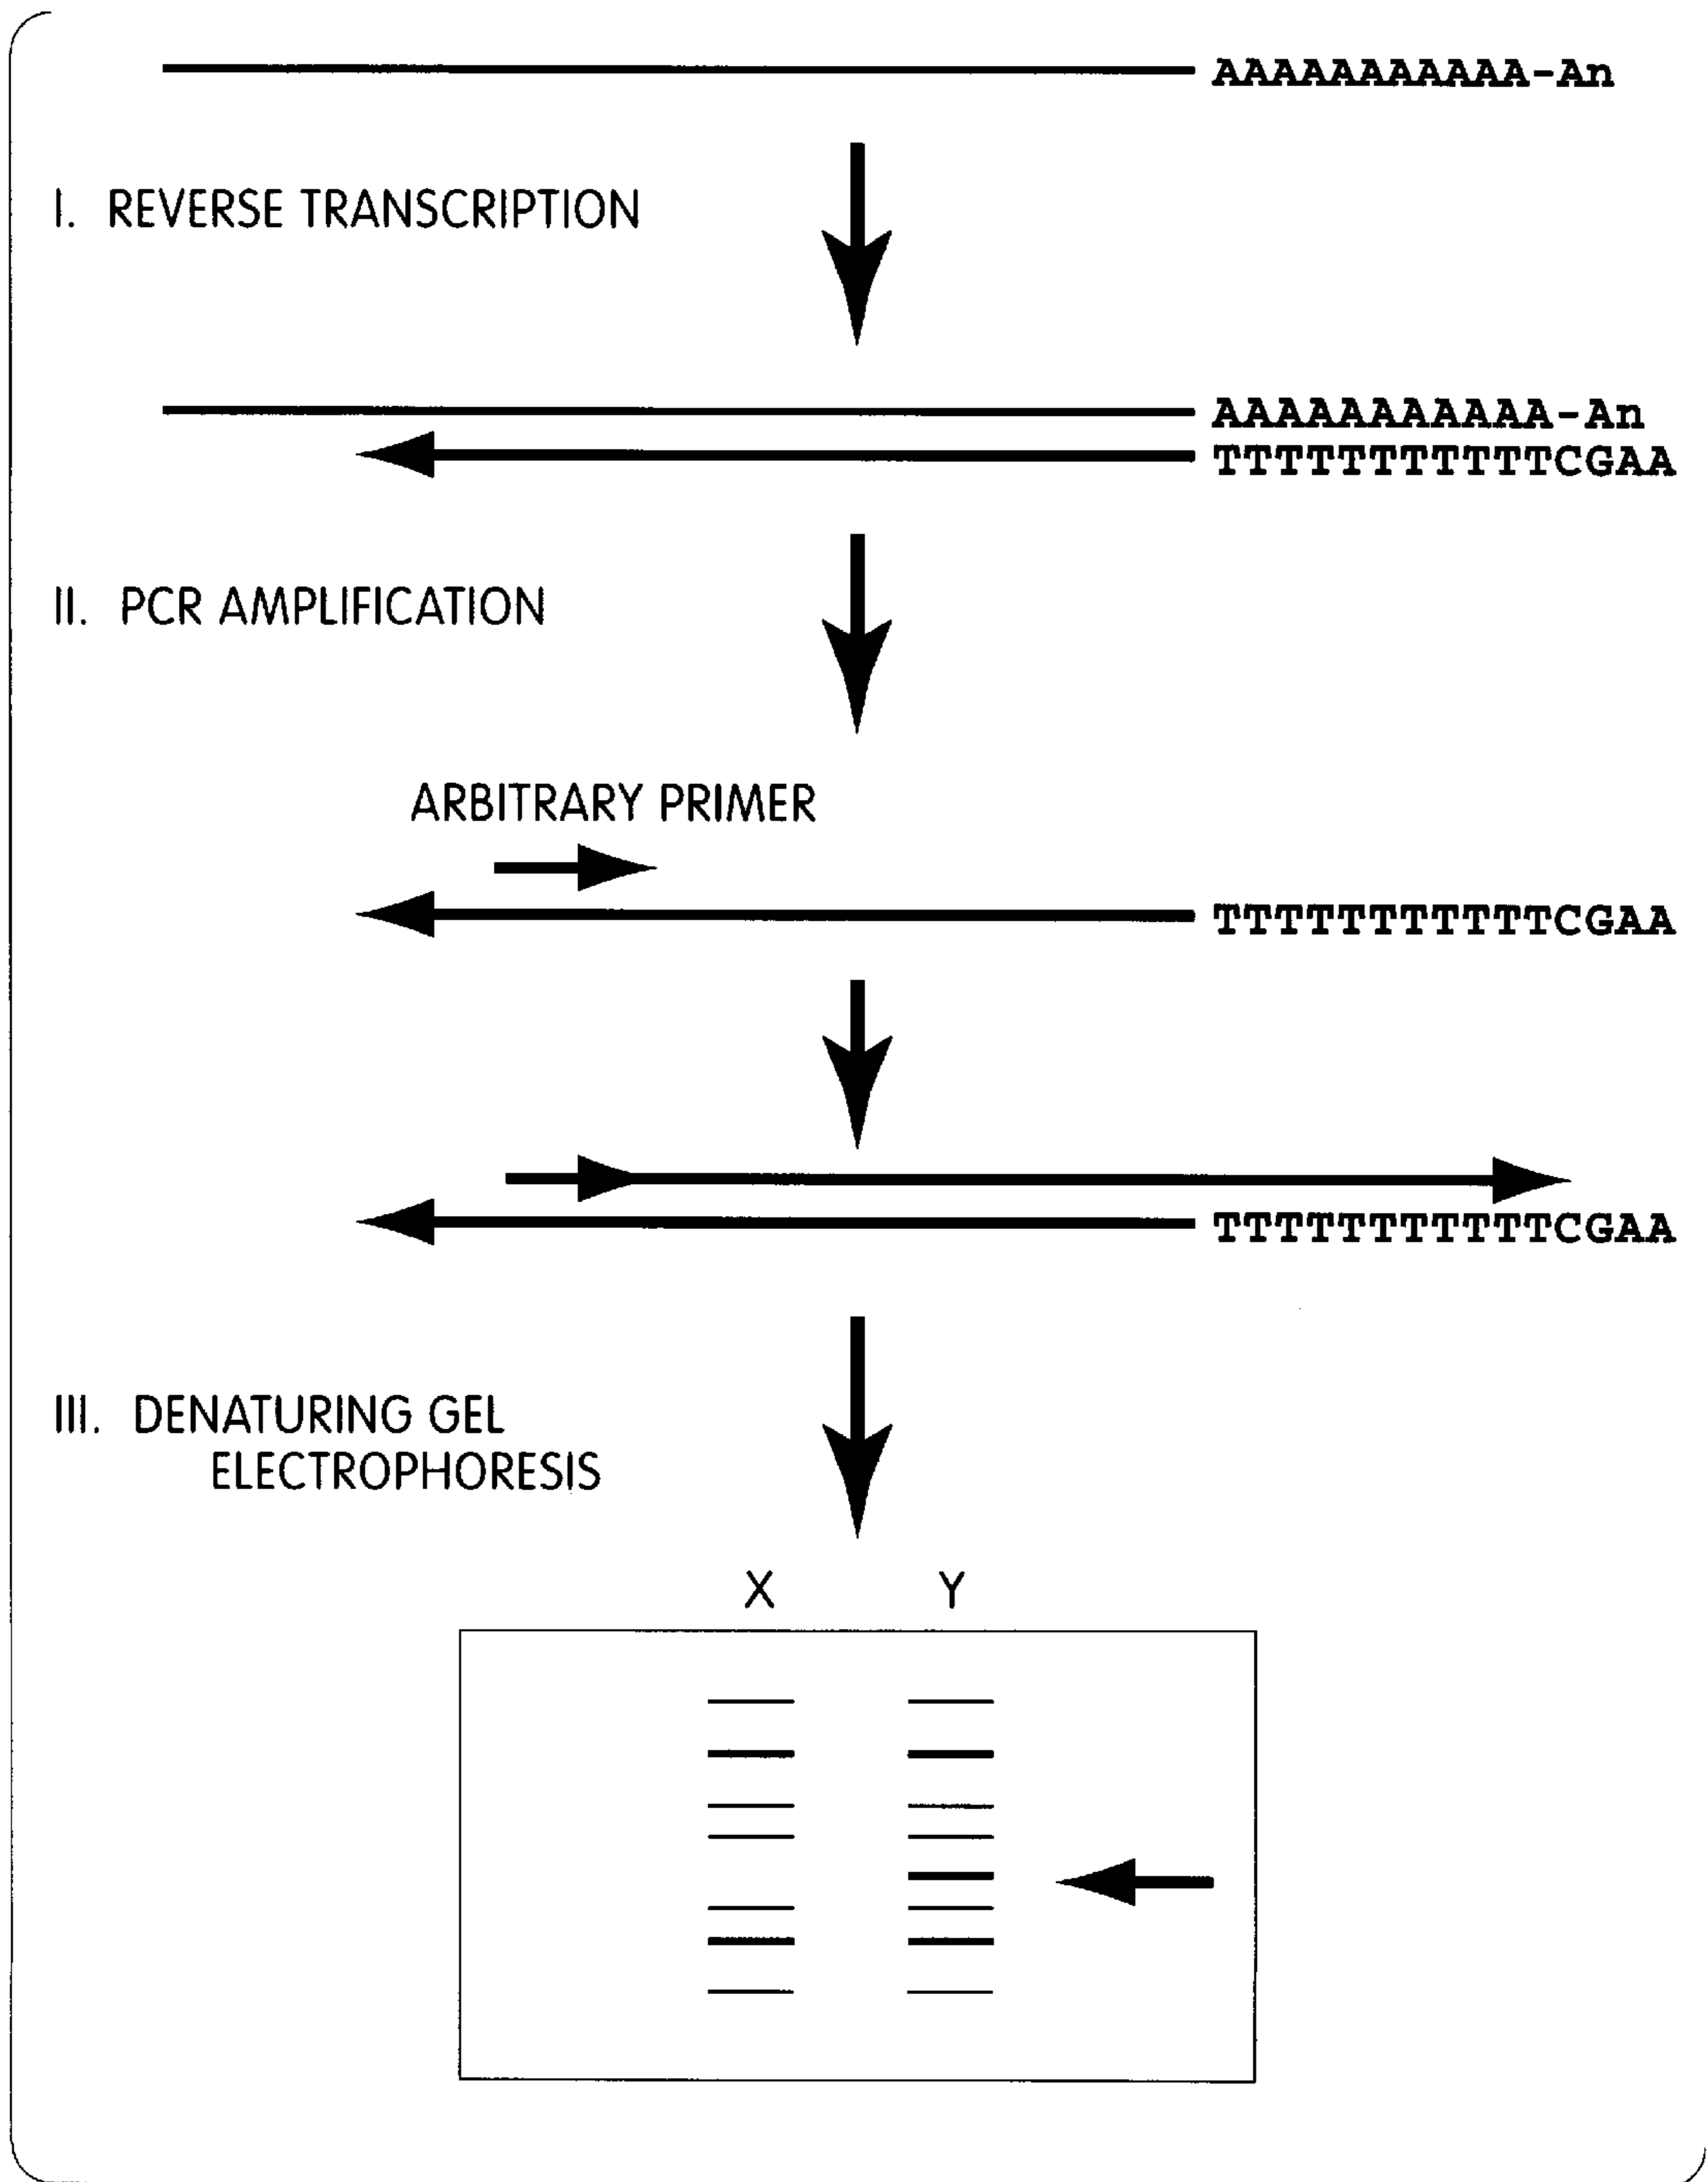 AAAAAAAAAAA-An
I. REVERSE TRANSCRIPTION
AAAAAAAAAAA-An
TTTTTTTTTTTCGAA
II. PCR AMPLIFICATION
ARBITRARY PRIMER
TTTTTTTTTTTCGAA
TTTTTTTTTTTCGAA
III. DENATURING GEL
ELECTROPHORESIS
X Y